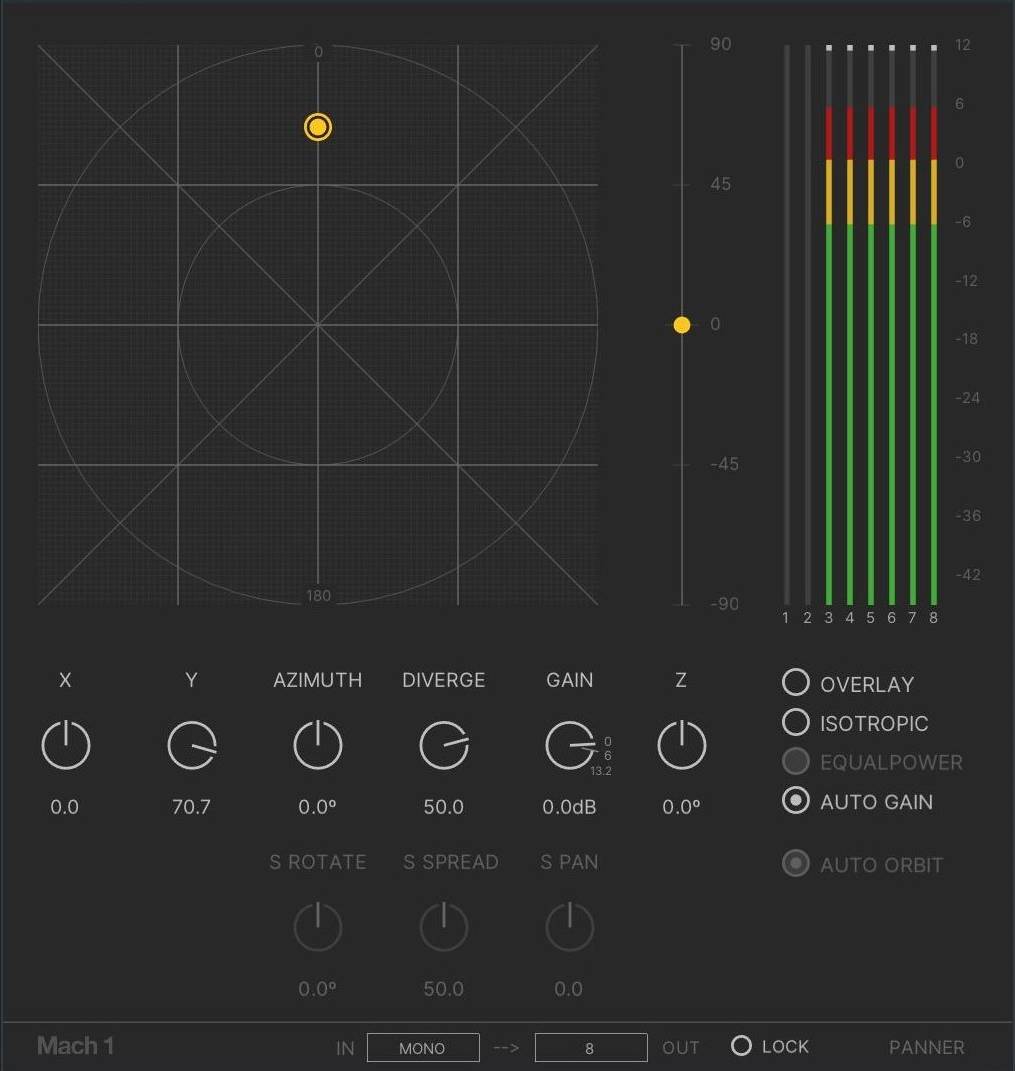 0
90
12
6
45
0
-6
-12
0
-18
-24
-45
-30
-36
-42
180
-90
1 2 3 4 5 6 7 8
X Y AZIMUTH DIVERGE GAIN Z
OVERLAY
ISOTROPIC
0
6
13.2
EQUALPOWER
0.0 70.7 0.0º 50.0 0.0dB 0.0º
AUTO GAIN
S ROTATE S SPREAD S PAN
AUTO ORBIT
0.0º 50.0 0.0
Mach 1 IN MONO --> 8 OUT LOCK PANNER